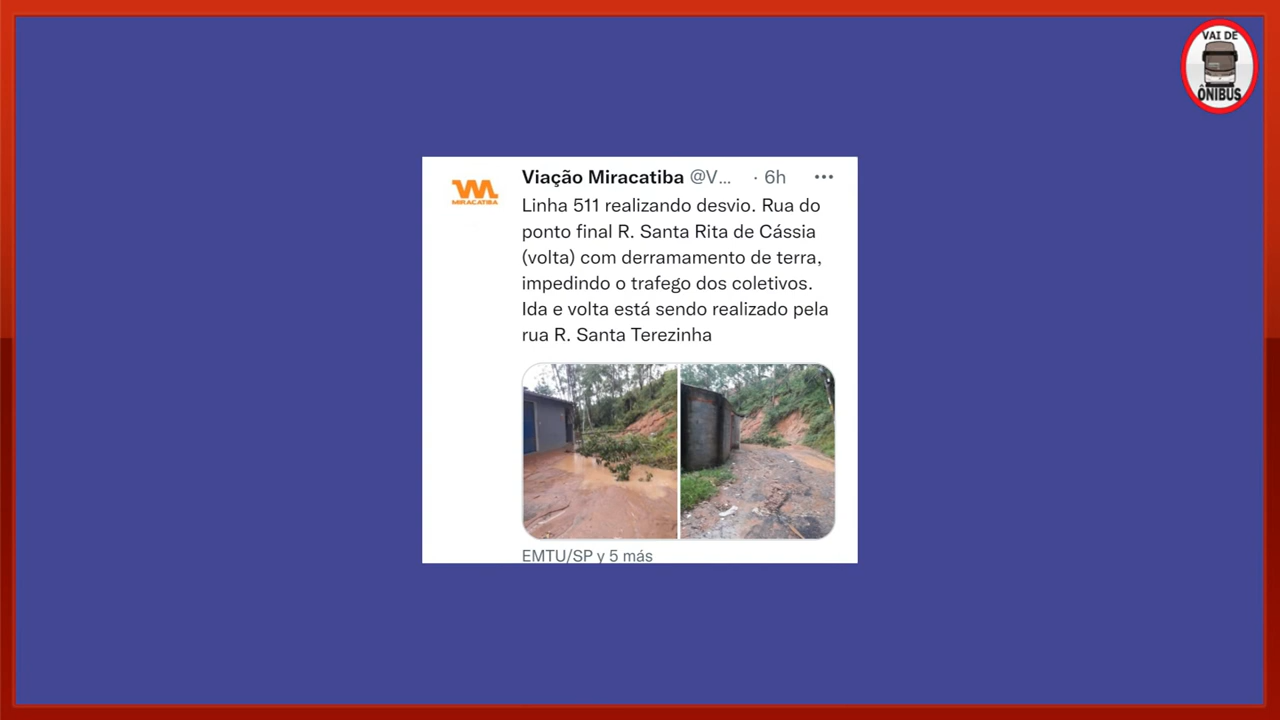 VAI DE
ÔNIBUS
Viação Miracatiba @V... · 6h
MIRACATIBA
Linha 511 realizando desvio. Rua do
ponto final R. Santa Rita de Cássia
(volta) com derramamento de terra,
impedindo o trafego dos coletivos.
Ida e volta está sendo realizado pela
rua R. Santa Terezinha
EMTU/SP y 5 más